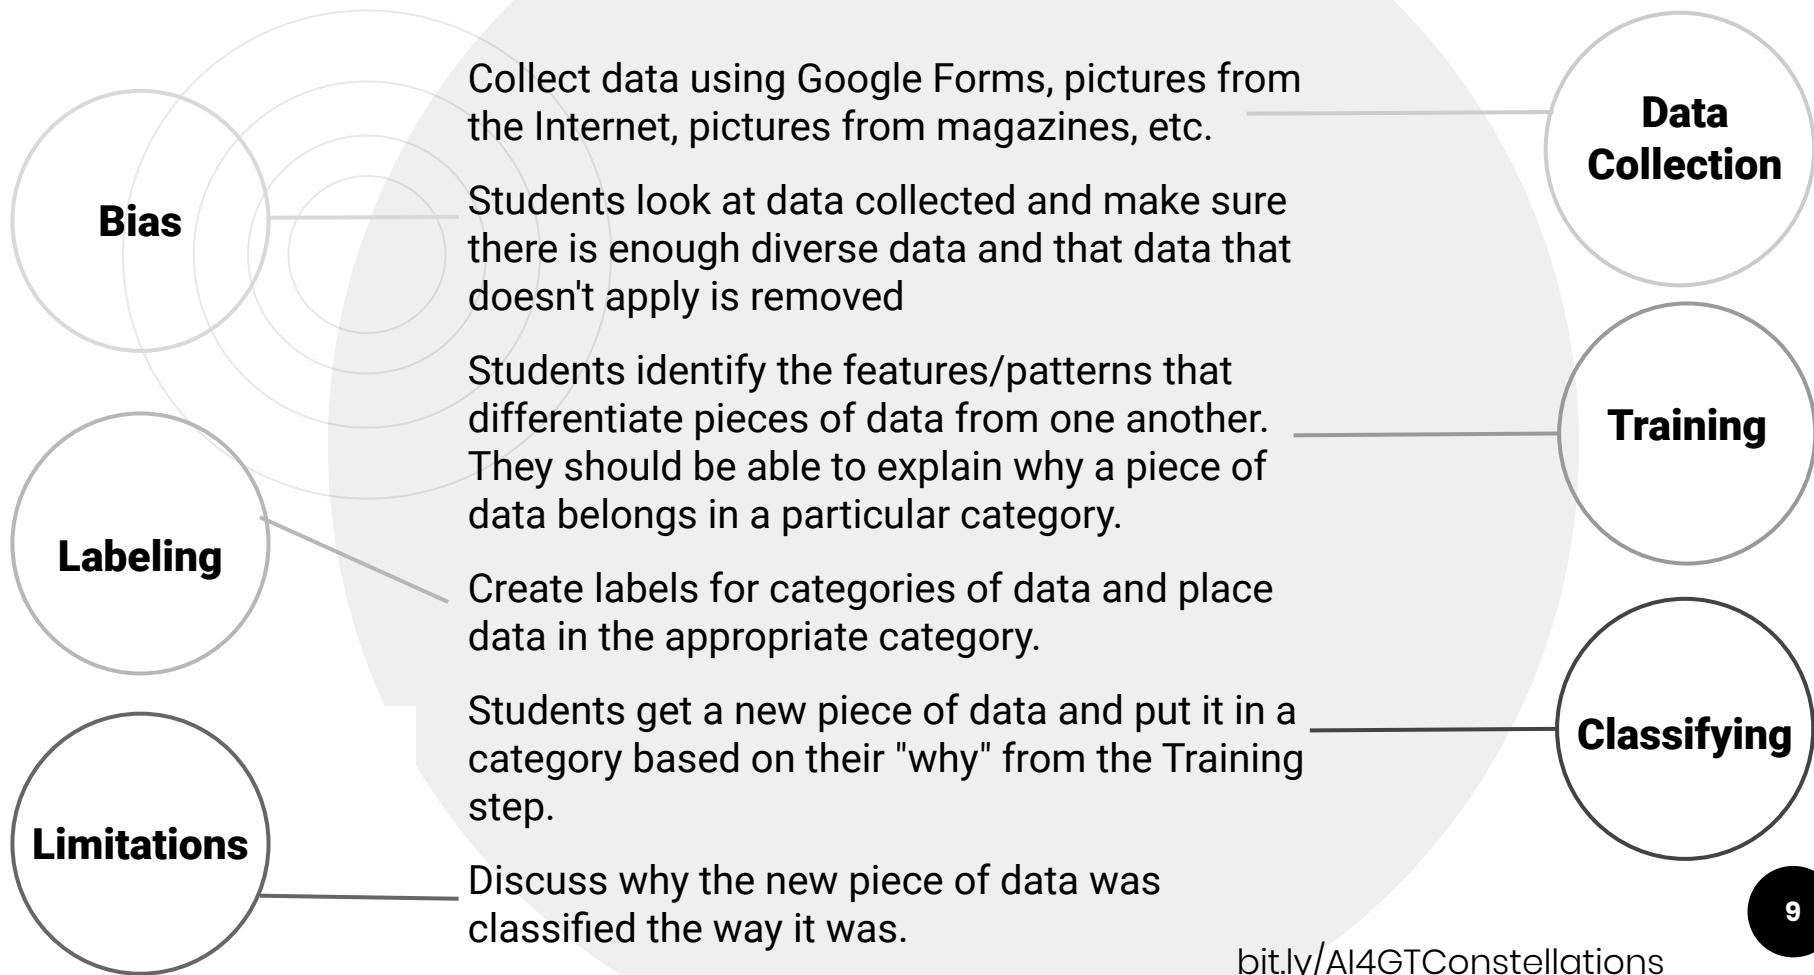 Collect data using Google Forms, pictures from
the Internet, pictures from magazines, etc.
Data
Collection
Bias
Students look at data collected and make sure
there is enough diverse data and that data that
doesn't apply is removed
Students identify the features/patterns that
differentiate pieces of data from one another.
They should be able to explain why a piece of
data belongs in a particular category.
Training
Labeling
Create labels for categories of data and place
data in the appropriate category.
Students get a new piece of data and put it in a
category based on their "why" from the Training
step.
Classifying
Limitations
Discuss why the new piece of data was
classified the way it was.
9
bit.ly/AI4GTConstellations